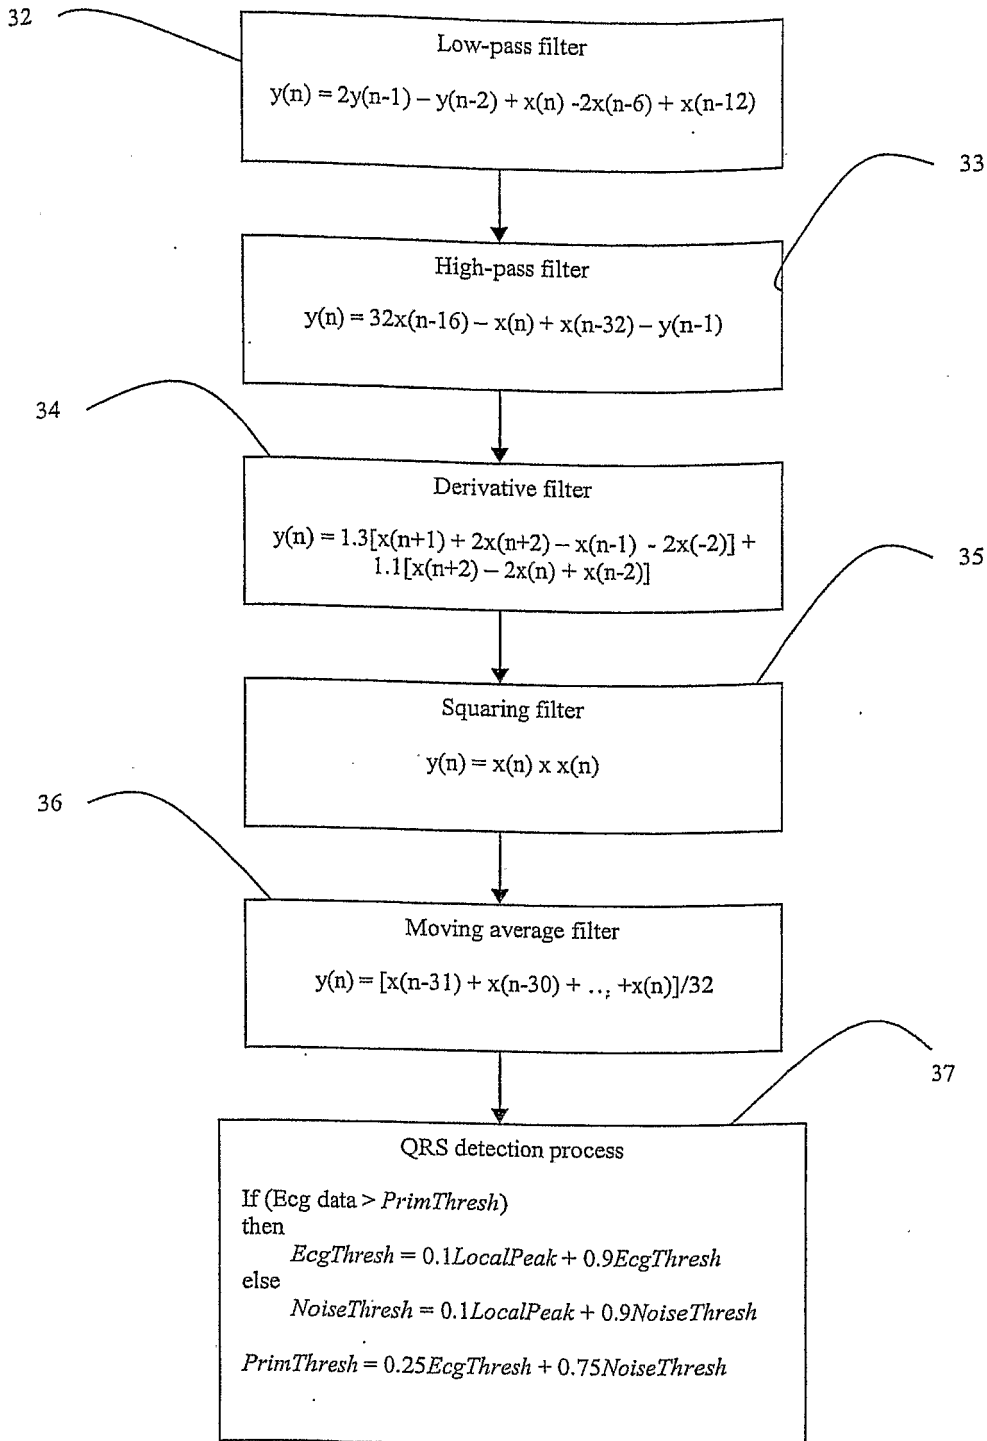 32
Low-pass filter
y(n) = 2y(n-1) – y(n-2) + x(n) -2x(n-6) + x(n-12)
33
High-pass filter
y(n) = 32x(n-16) – x(n) + x(n-32) – y(n-1)
34
Derivative filter
y(n) = 1.3[x(n+1) + 2x(n+2) – x(n-1) - 2x(-2)] +
1.1[x(n+2) – 2x(n) + x(n-2)]
35
Squaring filter
y(n) = x(n) x x(n)
36
Moving average filter
y(n) = [x(n-31) + x(n-30) + ..., +x(n)]/32
37
QRS detection process
If (Ecg data > PrimThresh)
then
EcgThresh = 0.1LocalPeak + 0.9EcgThresh
else
NoiseThresh = 0.1LocalPeak + 0.9NoiseThresh
PrimThresh = 0.25EcgThresh + 0.75NoiseThresh